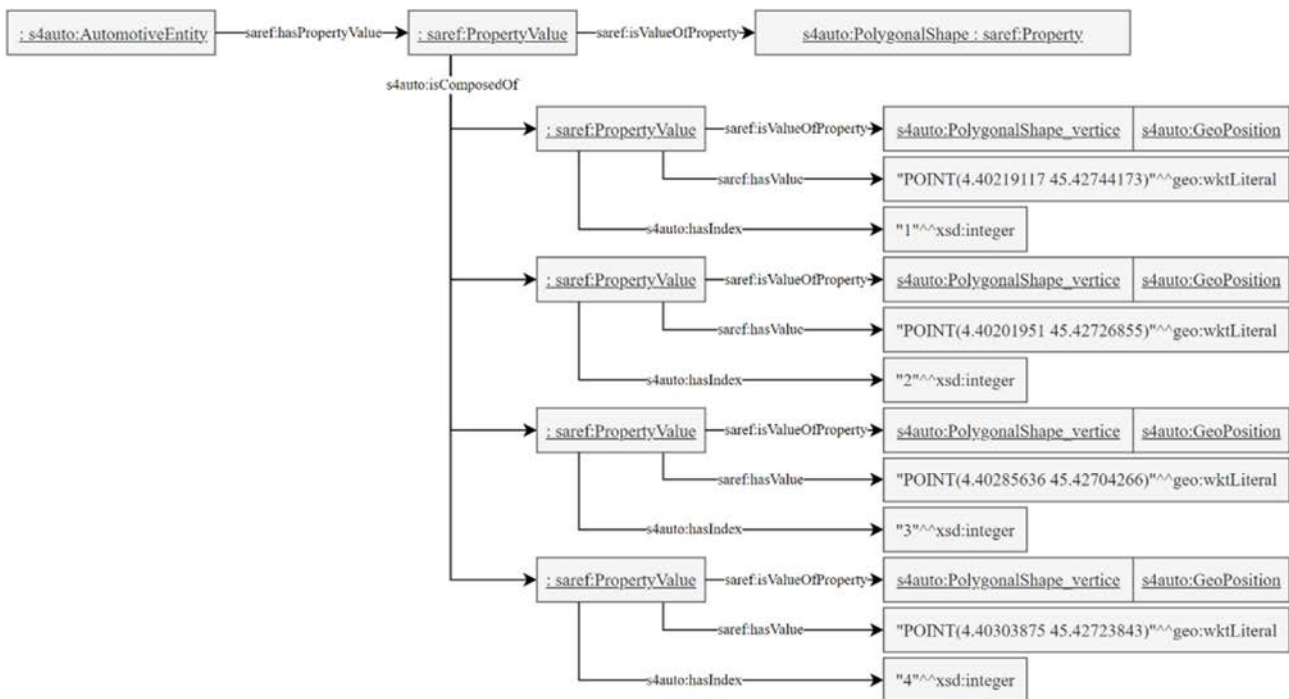 : s4auto:AutomotiveEntity saref:hasPropertyValue : saref:PropertyValue saref:isValueOfProperty s4auto:PolygonalShape : saref:Property
s4auto:isComposedOf
: saref:PropertyValue saref:isValueOfProperty s4auto:PolygonalShape_vertice s4auto:GeoPosition
saref:hasValue "POINT(4.40219117 45.42744173)"^^geo:wktLiteral
s4auto:hasIndex "1"^^xsd:integer
: saref:PropertyValue saref:isValueOfProperty s4auto:PolygonalShape_vertice s4auto:GeoPosition
saref:hasValue "POINT(4.40201951 45.42726855)"^^geo:wktLiteral
s4auto:hasIndex "2"^^xsd:integer
: saref:PropertyValue saref:isValueOfProperty s4auto:PolygonalShape_vertice s4auto:GeoPosition
saref:hasValue "POINT(4.40285636 45.42704266)"^^geo:wktLiteral
s4auto:hasIndex "3"^^xsd:integer
: saref:PropertyValue saref:isValueOfProperty s4auto:PolygonalShape_vertice s4auto:GeoPosition
saref:hasValue "POINT(4.40303875 45.42723843)"^^geo:wktLiteral
s4auto:hasIndex "4"^^xsd:integer